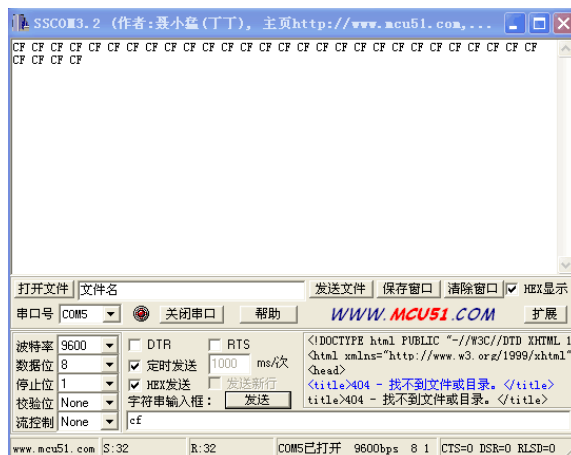 SSCOM3.2 (作者:聂小猛(丁丁), 主页http://www.mcu51.com,...
CF CF CF CF CF CF CF CF CF CF CF CF CF CF CF CF CF CF CF CF CF CF CF CF CF CF CF CF
CF CF CF CF
打开文件 文件名 发送文件 保存窗口 清除窗口 HEX显示
串口号 COM5 关闭串口 帮助 WWW.MCU51.COM 扩展
波特率 9600 DTR RTS
数据位 8 定时发送 1000 ms/次
停止位 1 HEX发送 发送新行
校验位 None 字符串输入框: 发送
流控制 None cf
<!DOCTYPE html PUBLIC "-//W3C//DTD XHTML 1
<html xmlns="http://www.w3.org/1999/xhtml"
<head>
<title>404 - 找不到文件或目录。</title>
title>404 - 找不到文件或目录。</title>
www.mcu51.com S:32 R:32 COM5已打开 9600bps 8 1 CTS=0 DSR=0 RLSD=0